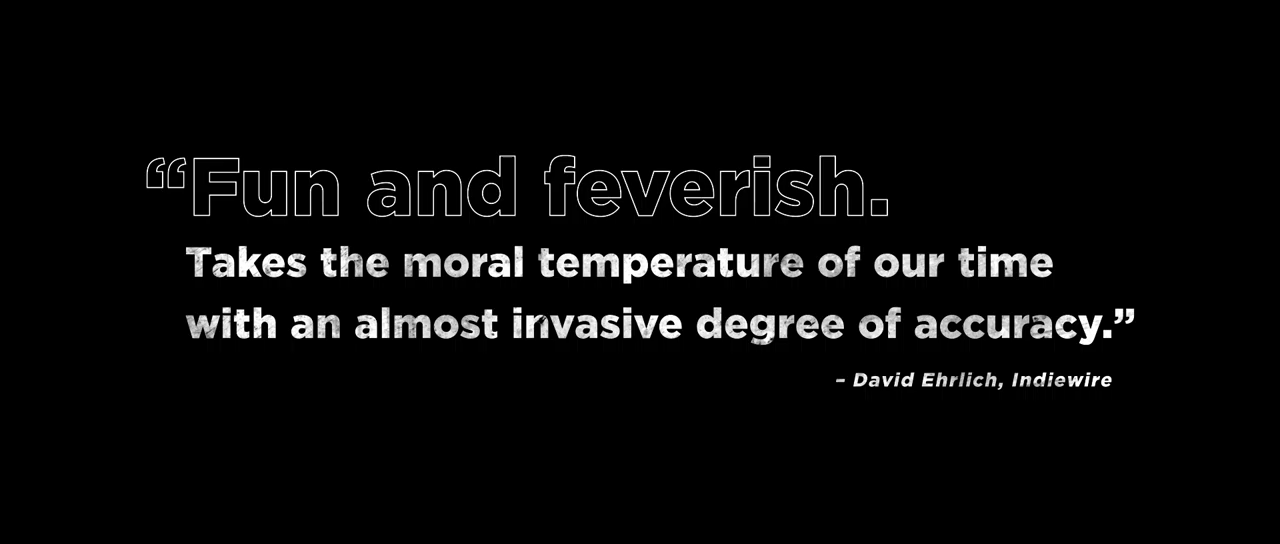 “Fun and feverish.
Takes the moral temperature of our time
with an almost invasive degree of accuracy.”
– David Ehrlich, Indiewire